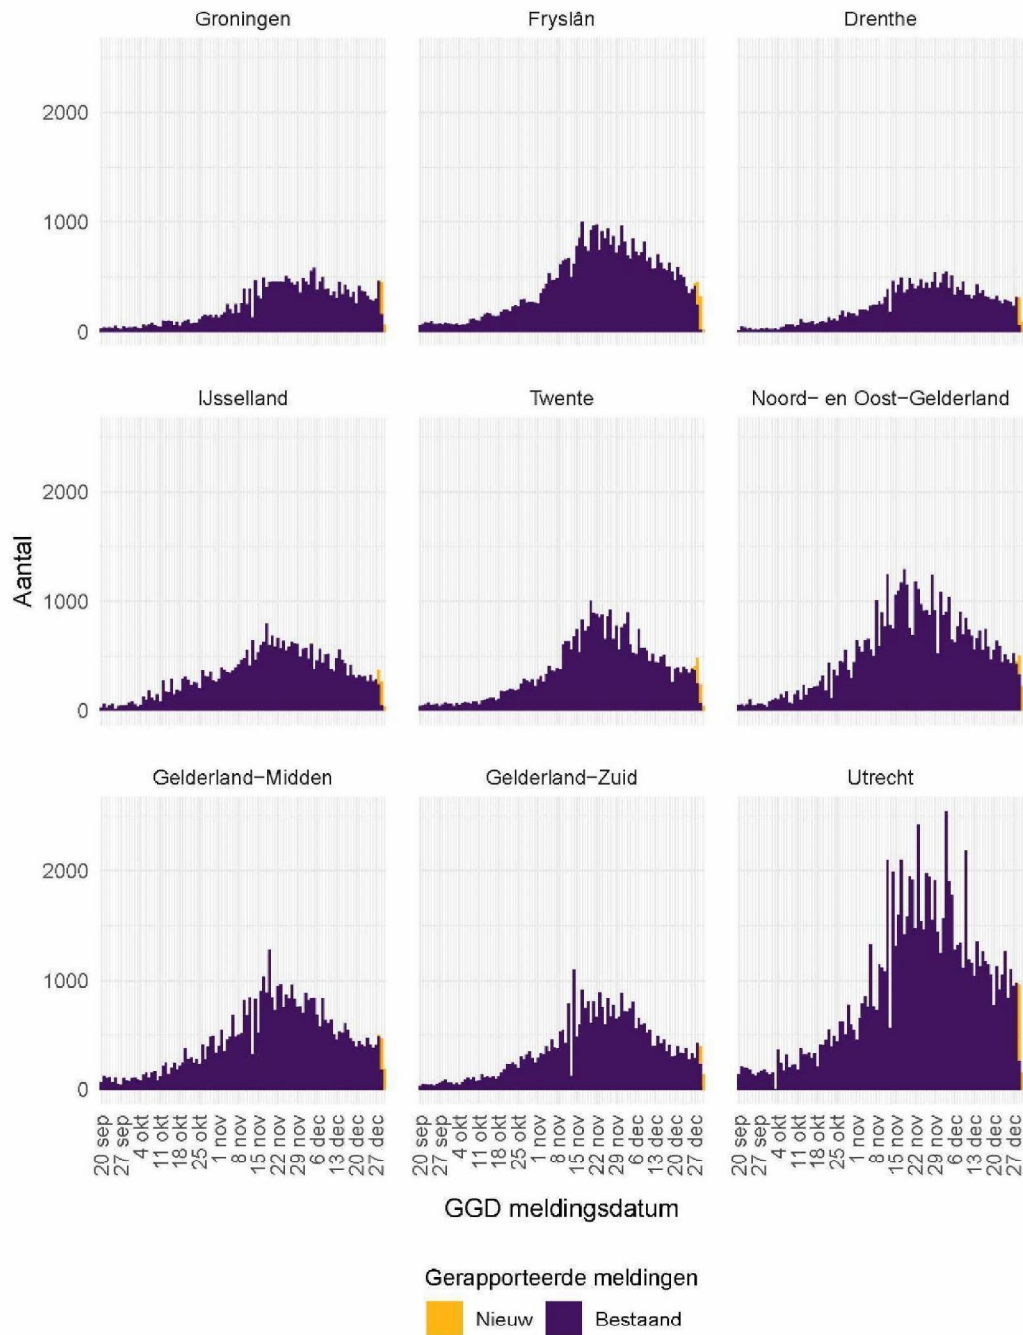 Groningen
Fryslân
Drenthe
2000
1000
0
IJsselland
Twente
Noord- en Oost-Gelderland
Aantal
2000
1000
0
Gelderland-Midden
Gelderland-Zuid
Utrecht
2000
1000
0
20 sep
27 sep
4 okt
11 okt
18 okt
25 okt
1 nov
8 nov
15 nov
22 nov
29 nov
6 dec
13 dec
20 dec
27 dec
20 sep
27 sep
4 okt
11 okt
18 okt
25 okt
1 nov
8 nov
15 nov
22 nov
29 nov
6 dec
13 dec
20 dec
27 dec
20 sep
27 sep
4 okt
11 okt
18 okt
25 okt
1 nov
8 nov
15 nov
22 nov
29 nov
6 dec
13 dec
20 dec
27 dec
GGD meldingsdatum
Gerapporteerde meldingen
Nieuw Bestaand